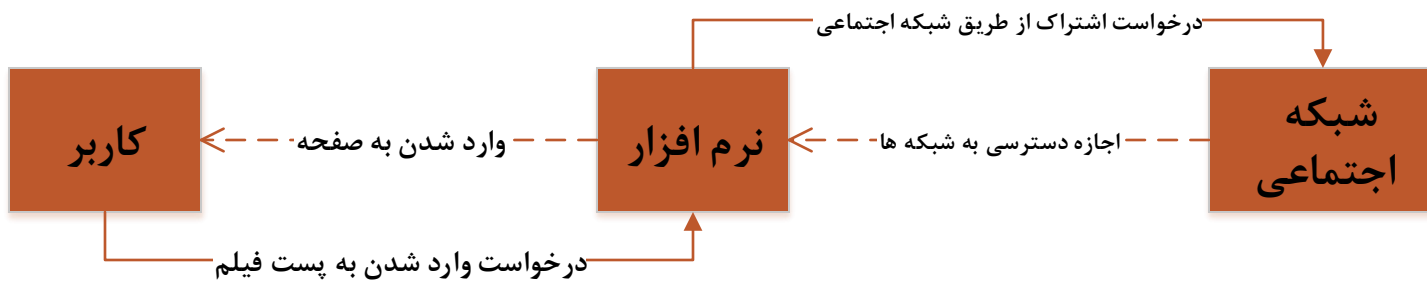 درخواست اشتراک از طریق شبکه اجتماعی
شبکه
اجتماعی
نرم افزار
کاربر
اجازه دسترسی به شبکه ها
وارد شدن به صفحه
درخواست وارد شدن به پست فیلم